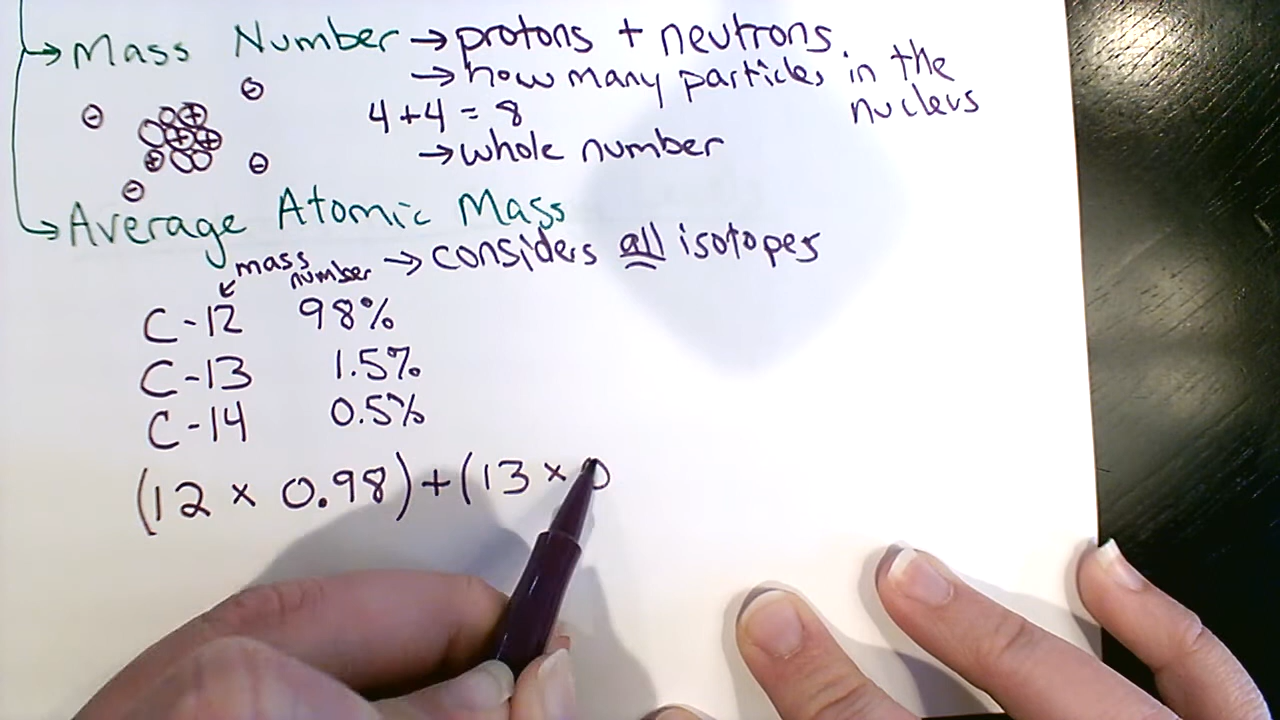 Mass Number → protons + neutrons.
→ how many particles in the
nucleus
4+4 = 8
→ whole number
Average Atomic Mass
mass
number → considers all isotopes
C-12 98%
C-13 1.5%
C-14 0.5%
(12 × 0.98) + (13 × 0